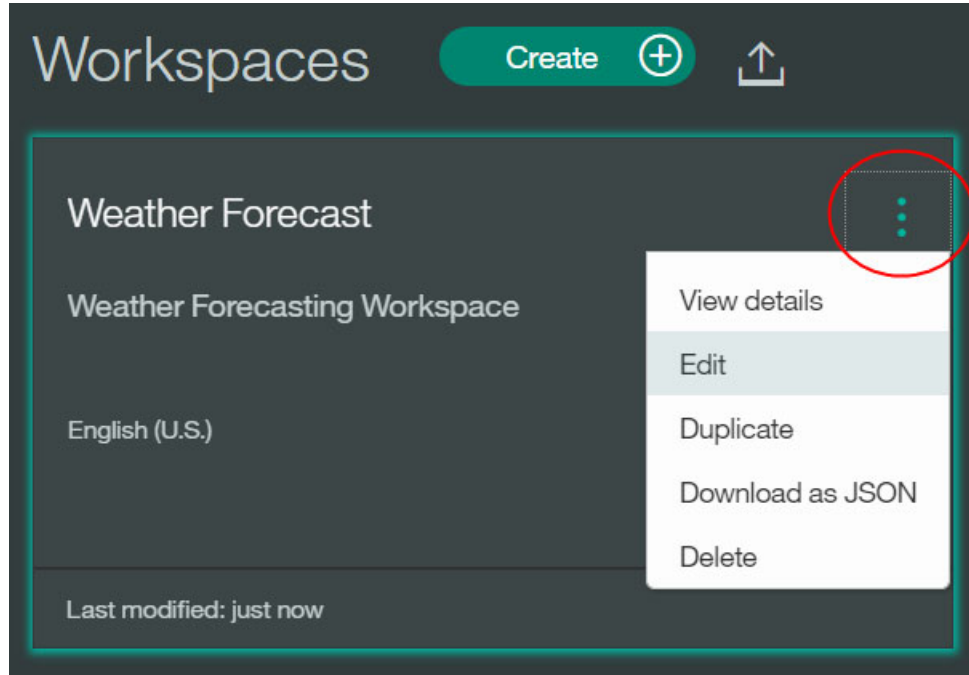 Workspaces
Create
Weather Forecast
Weather Forecasting Workspace
English (U.S.)
Last modified: just now
View details
Edit
Duplicate
Download as JSON
Delete